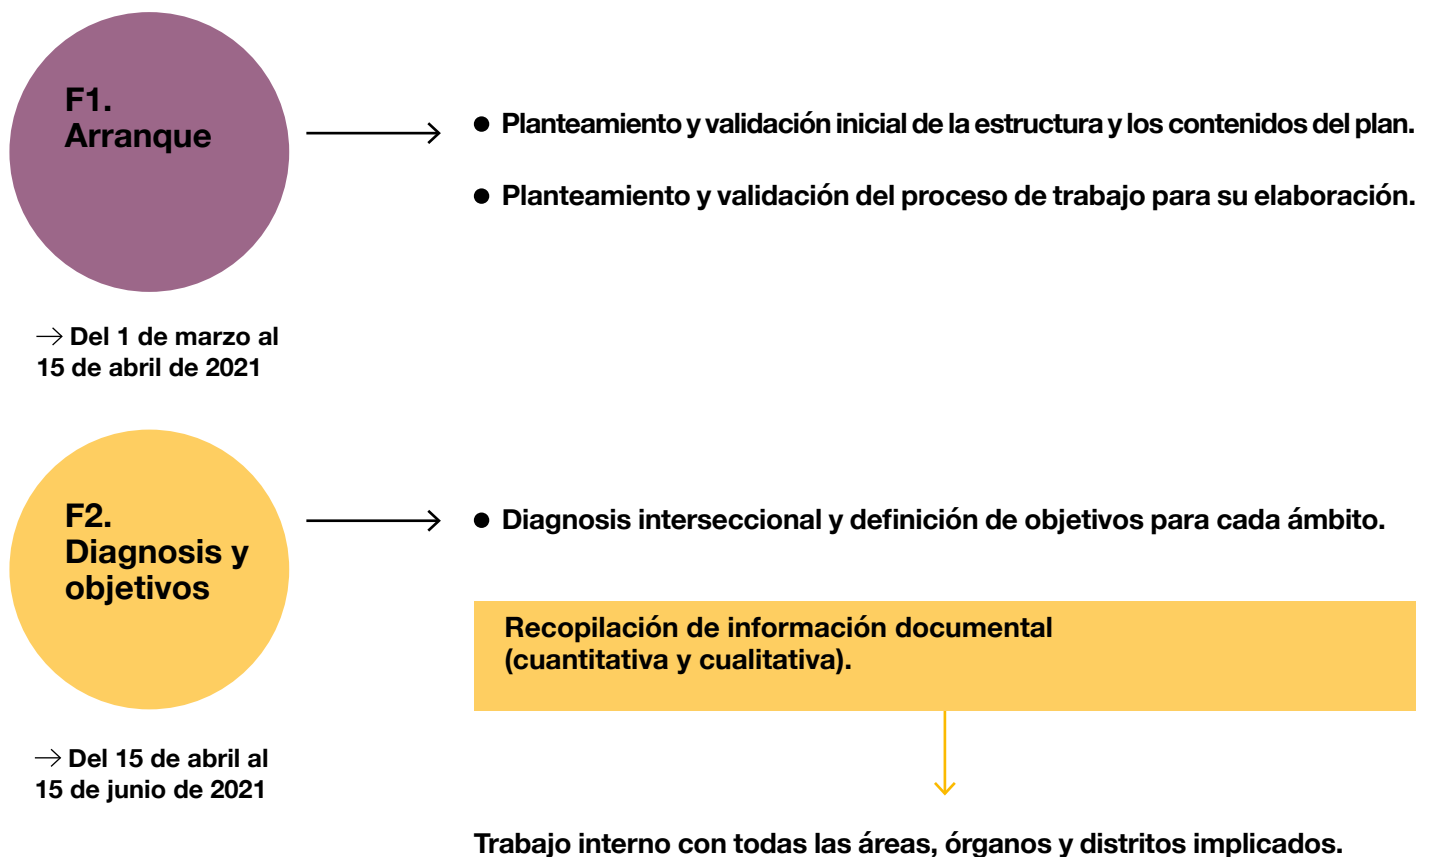 F1.
Arranque
● Planteamiento y validación inicial de la estructura y los contenidos del plan.
● Planteamiento y validación del proceso de trabajo para su elaboración.
→ Del 1 de marzo al
15 de abril de 2021
F2.
Diagnosis y
objetivos
● Diagnosis interseccional y definición de objetivos para cada ámbito.
Recopilación de información documental
(cuantitativa y cualitativa).
→ Del 15 de abril al
15 de junio de 2021
Trabajo interno con todas las áreas, órganos y distritos implicados.